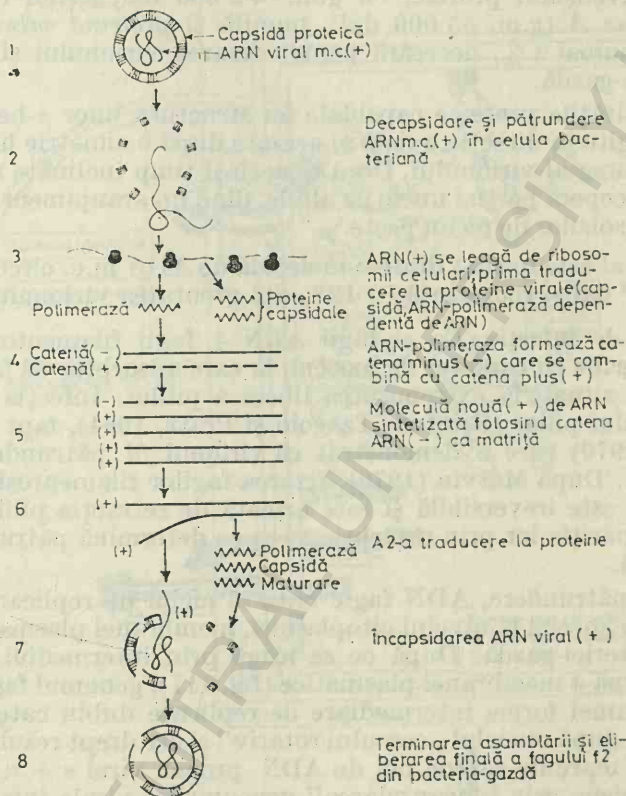 1
Capsidă proteică
ARN viral m.c.(+)
2
Decapsidare și pătrundere
ARNm.c.(+) în celula bac-
teriană
3
ARN(+) se leagă de riboso-
mii celulari; prima tradu-
cere la proteine virale(cap-
sidă, ARN-polimerază depen-
dentă de ARN)
Polimerază
Proteine
capsidale
4
Catenă(-)
Catenă(+)
ARN-polimeraza formează ca-
tena minus(-) care se com-
bină cu catena plus(+)
5
(-)
(+)
(+)
(+)
(+)
Moleculă nouă(+) de ARN
sintetizată folosind catena
ARN(-) ca matriță
6
(+)
(+)
Polimerază
Capsidă
Maturare
A 2-a traducere la proteine
7
(+)
Încapsidarea ARN viral (+)
8
Terminarea asamblării și eli-
berarea finală a fagului f2
din bacteria-gazdă